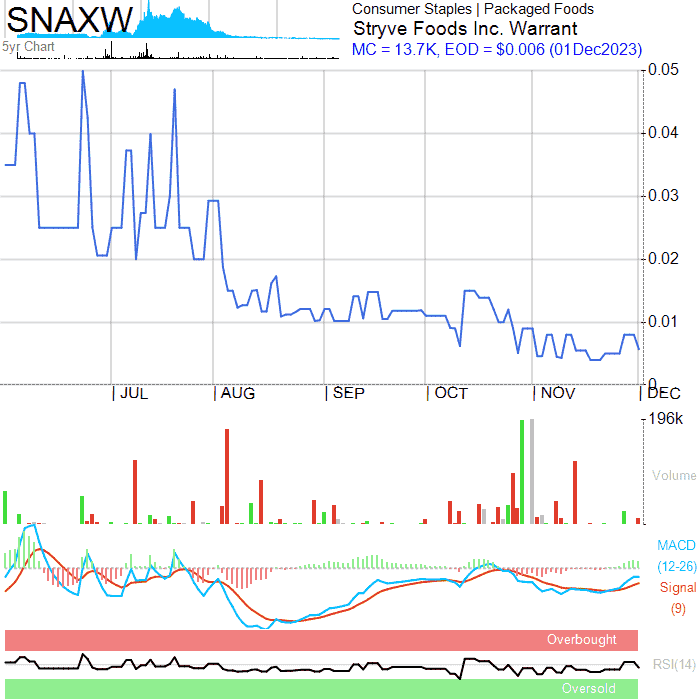 SNAXW
Consumer Staples | Packaged Foods
Stryve Foods Inc. Warrant
MC = 13.7K, EOD = $0.006 (01Dec2023)
5yr Chart
0.05
0.04
0.03
0.02
0.01
0
JUL
AUG
SEP
OCT
NOV
DEC
196K
Volume
MACD
(12-26)
Signal
(9)
Overbought
RSI(14)
Oversold